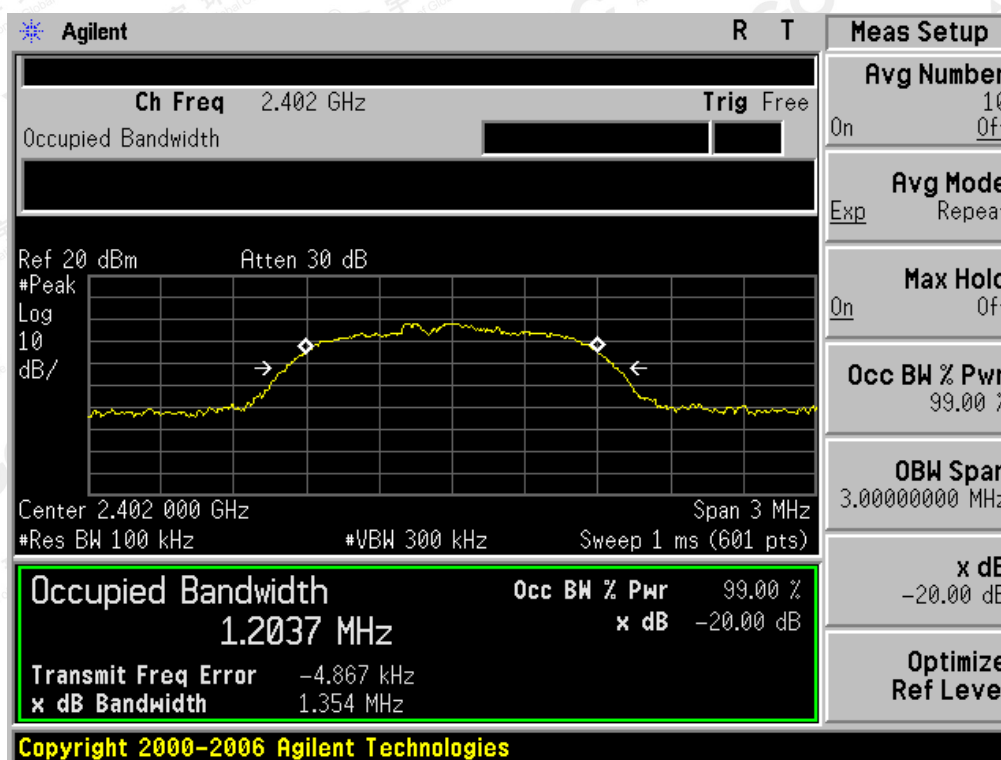 Agilent R T
Meas Setup
Ch Freq 2.402 GHz Trig Free
Occupied Bandwidth
Ref 20 dBm Atten 30 dB
#Peak
Log
10
dB/
Center 2.402 000 GHz Span 3 MHz
#Res BW 100 kHz #VBW 300 kHz Sweep 1 ms (601 pts)
Occupied Bandwidth
1.2037 MHz
Occ BW % Pwr 99.00 %
x dB -20.00 dB
Transmit Freq Error -4.867 kHz
x dB Bandwidth 1.354 MHz
Copyright 2000-2006 Agilent Technologies
Avg Number
10
On Off
Avg Mode
Exp Repeat
Max Hold
On Off
Occ BW % Pwr
99.00 %
OBW Span
3.00000000 MHz
x dB
-20.00 dB
Optimize
Ref Level